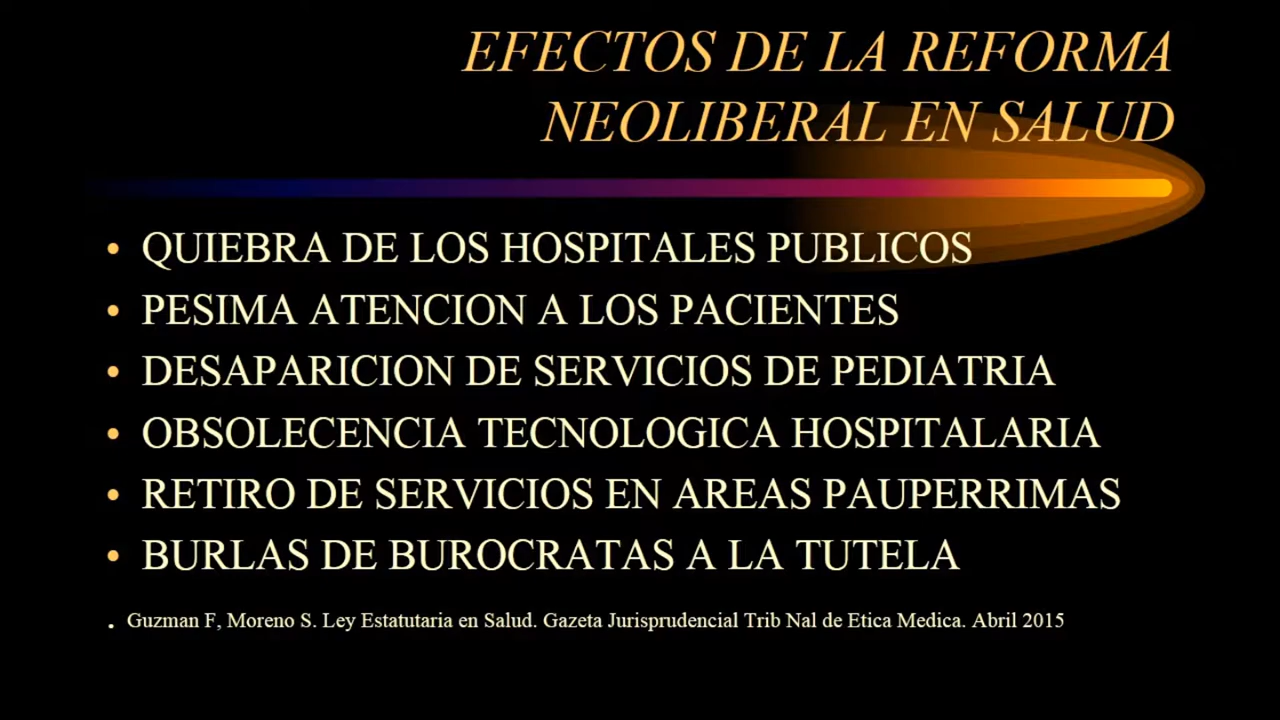 EFECTOS DE LA REFORMA
NEOLIBERAL EN SALUD
• QUIEBRA DE LOS HOSPITALES PUBLICOS
• PESIMA ATENCION A LOS PACIENTES
• DESAPARICION DE SERVICIOS DE PEDIATRIA
• OBSOLECENCIA TECNOLOGICA HOSPITALARIA
• RETIRO DE SERVICIOS EN AREAS PAUPERRIMAS
• BURLAS DE BUROCRATAS A LA TUTELA
. Guzman F, Moreno S. Ley Estatutaria en Salud. Gazeta Jurisprudencial Trib Nal de Etica Medica. Abril 2015